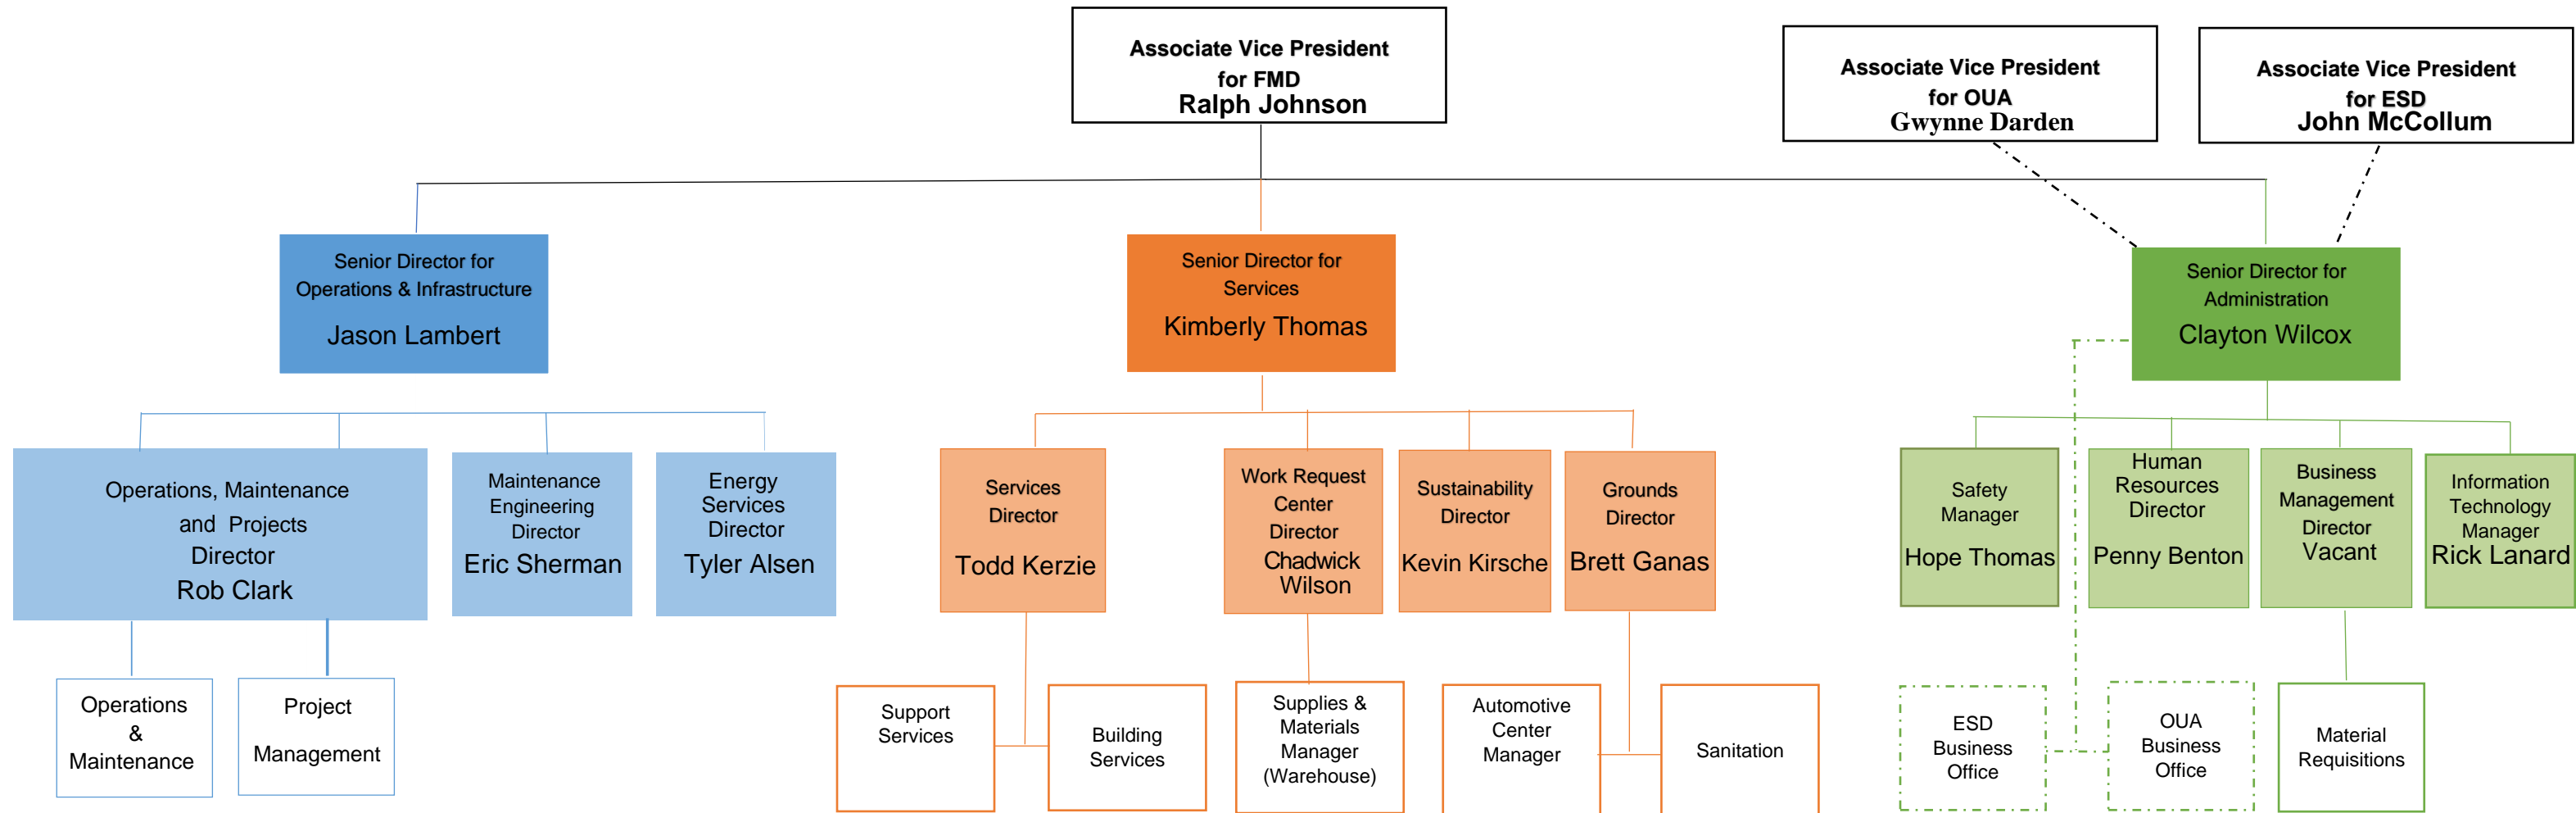 Associate Vice President
for FMD
Ralph Johnson
Associate Vice President
for OUA
Gwynne Darden
Associate Vice President
for ESD
John McCollum
Senior Director for
Operations & Infrastructure
Jason Lambert
Senior Director for
Services
Kimberly Thomas
Senior Director for
Administration
Clayton Wilcox
Operations, Maintenance
and Projects
Director
Rob Clark
Maintenance
Engineering
Director
Eric Sherman
Energy
Services
Director
Tyler Alsen
Services
Director
Todd Kerzie
Work Request
Center
Director
Chadwick
Wilson
Sustainability
Director
Kevin Kirsche
Grounds
Director
Brett Ganas
Safety
Manager
Hope Thomas
Human
Resources
Director
Penny Benton
Business
Management
Director
Vacant
Information
Technology
Manager
Rick Lanard
Operations
&
Maintenance
Project
Management
Support
Services
Building
Services
Supplies &
Materials
Manager
(Warehouse)
Automotive
Center
Manager
Sanitation
ESD
Business
Office
OUA
Business
Office
Material
Requisitions